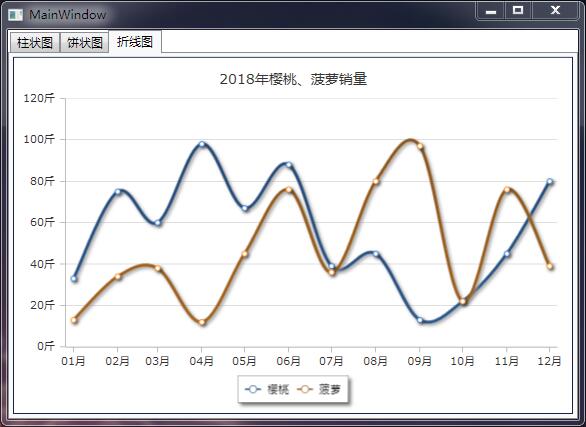 MainWindow
柱状图 饼状图 折线图
2018年樱桃、菠萝销量
120斤
100斤
80斤
60斤
40斤
20斤
0斤
01月 02月 03月 04月 05月 06月 07月 08月 09月 10月 11月 12月
樱桃 菠萝